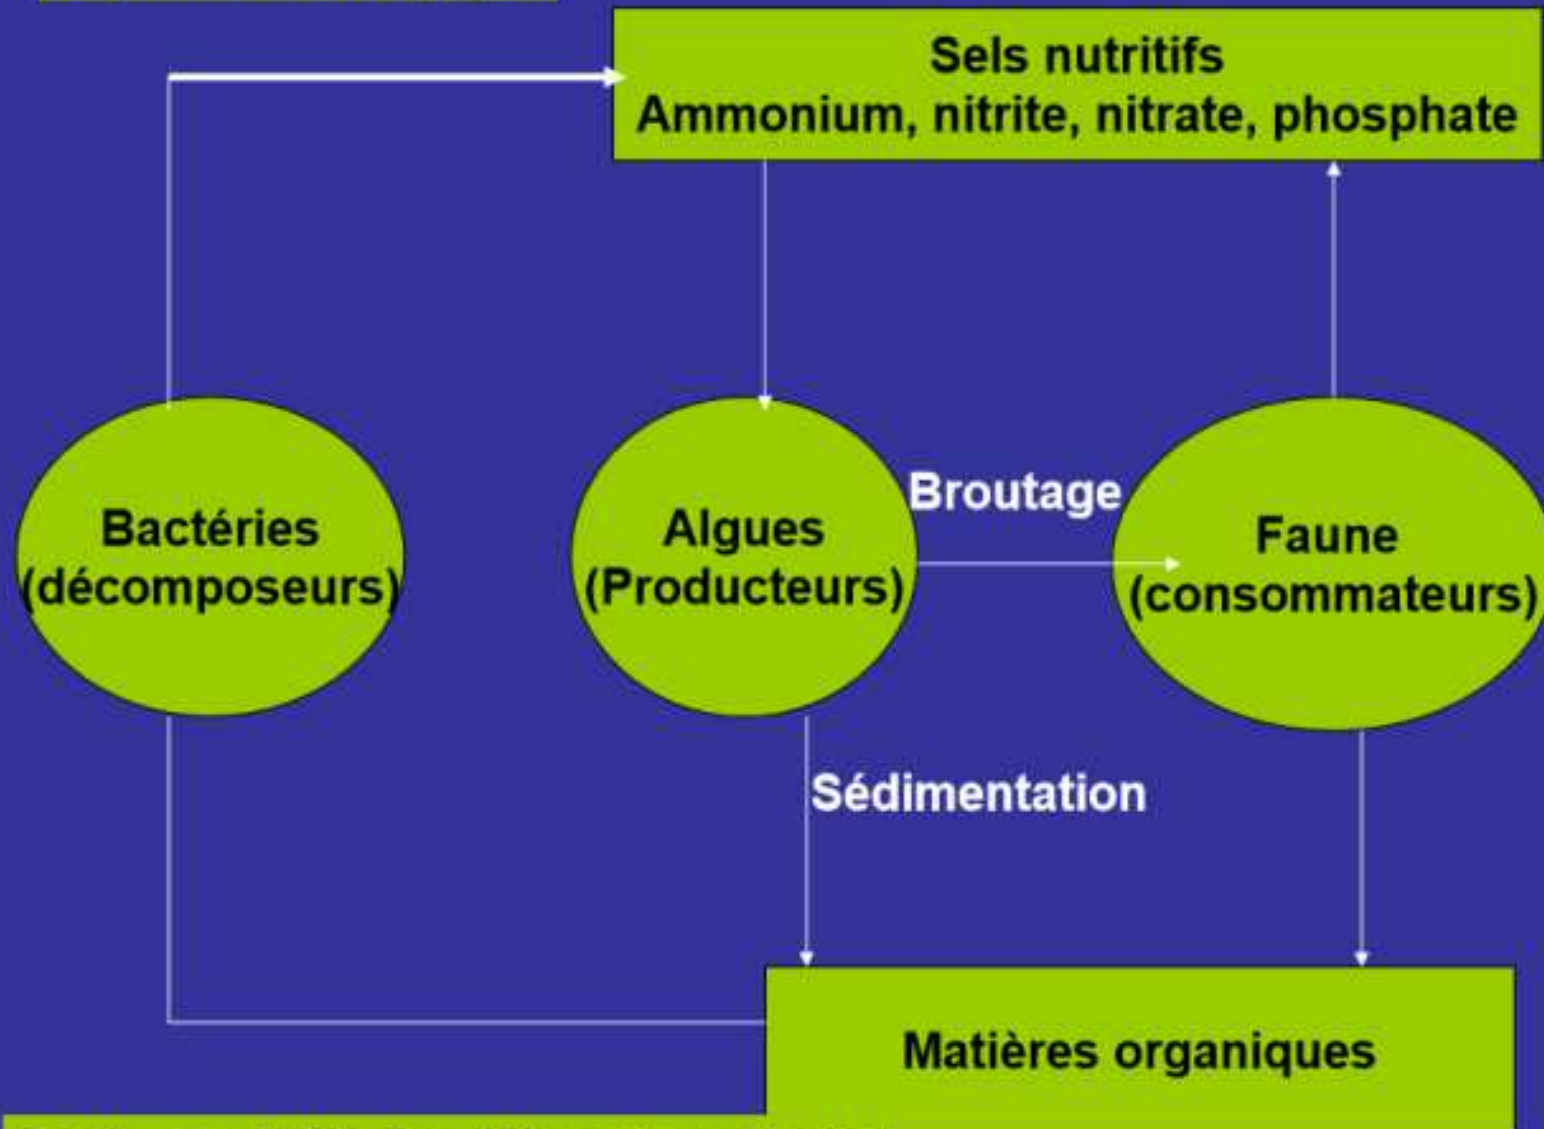 Sels nutritifs
Ammonium, nitrite, nitrate, phosphate
Bactéries
(décomposeurs)
Algues
(Producteurs)
Broutage
Faune
(consommateurs)
Sédimentation
Matières organiques